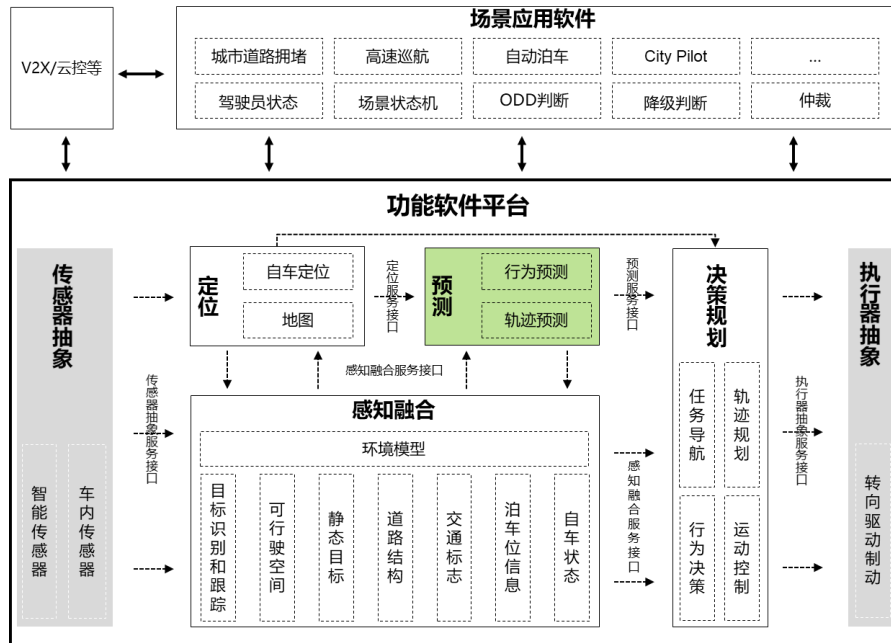 场景应用软件
V2X/云控等
城市道路拥堵
高速巡航
自动泊车
City Pilot
...
驾驶员状态
场景状态机
ODD判断
降级判断
仲裁
功能软件平台
传感器抽象
智能传感器
车内传感器
传感器抽象服务接口
定位
自车定位
地图
定位服务接口
预测
行为预测
轨迹预测
预测服务接口
感知融合服务接口
感知融合
环境模型
目标识别和跟踪
可行驶空间
静态目标
道路结构
交通标志
泊车位信息
自车状态
感知融合服务接口
决策规划
任务导航
轨迹规划
行为决策
运动控制
执行器抽象服务接口
执行器抽象
转向驱动制动